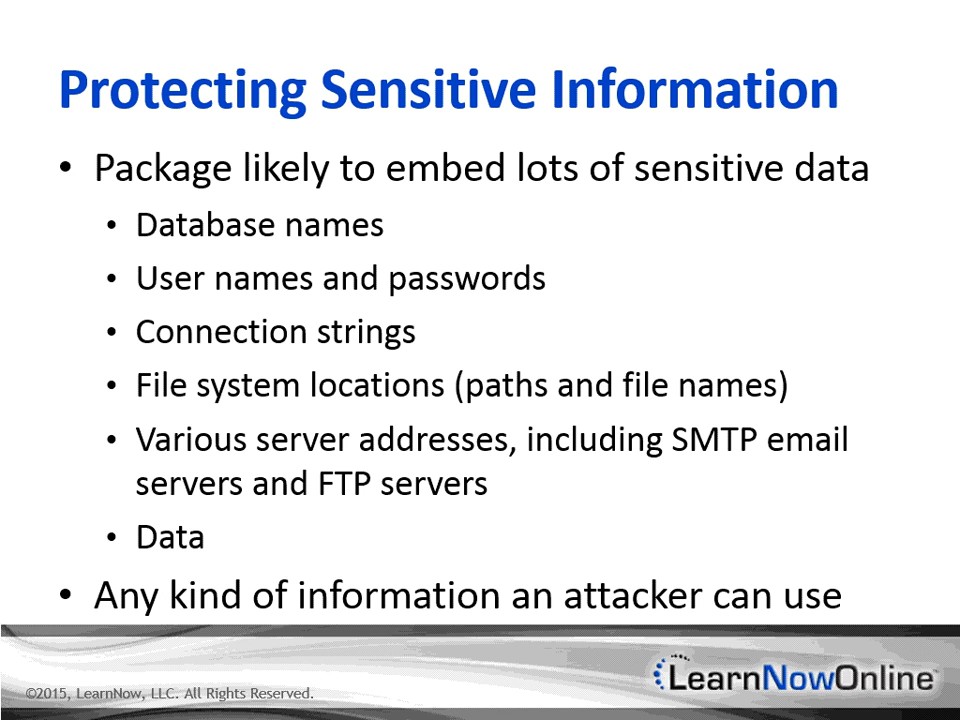 Protecting Sensitive Information
• Package likely to embed lots of sensitive data
• Database names
• User names and passwords
• Connection strings
• File system locations (paths and file names)
• Various server addresses, including SMTP email
servers and FTP servers
• Data
• Any kind of information an attacker can use
©2015, LearnNow, LLC. All Rights Reserved.
LearnNowOnline